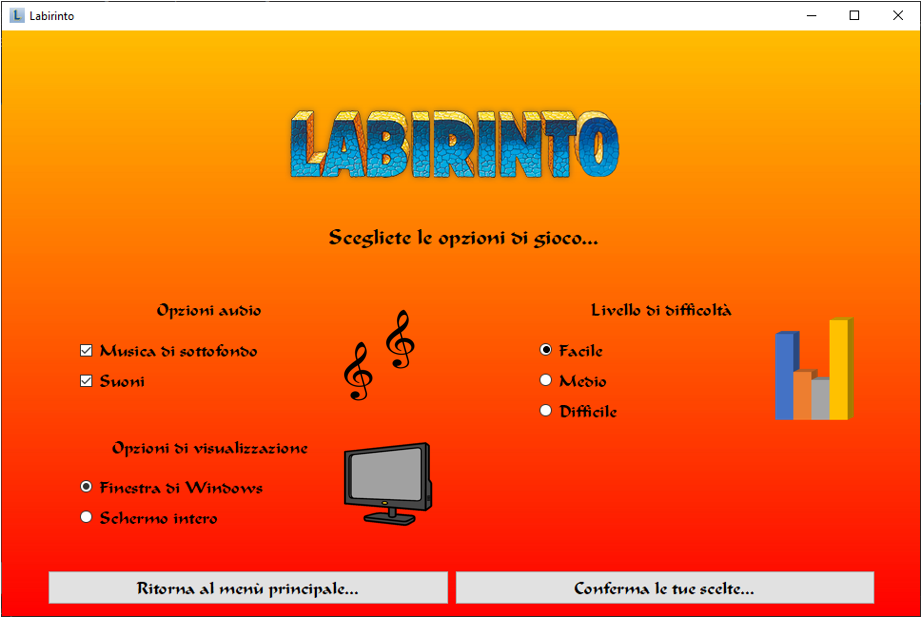 Labirinto
LABIRINTO
Scegliete le opzioni di gioco...
Opzioni audio
Musica di sottofondo
Suoni
Livello di difficoltà
Facile
Medio
Difficile
Opzioni di visualizzazione
Finestra di Windows
Schermo intero
Ritorna al menù principale...
Conferma le tue scelte...